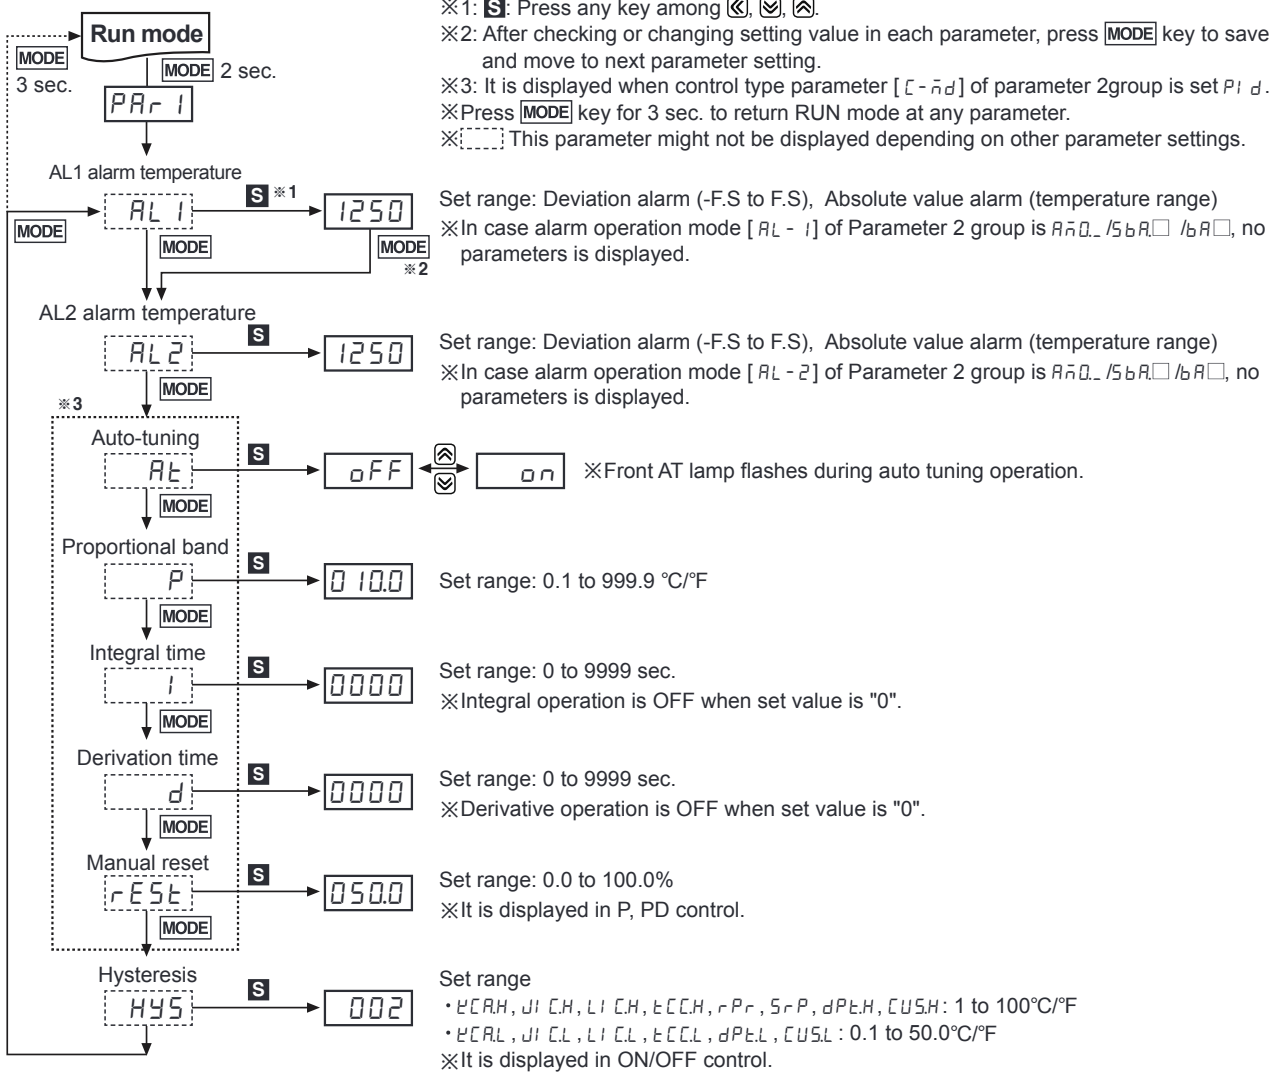 ※1: S: Press any key among «, ︾, ︽.
※2: After checking or changing setting value in each parameter, press MODE key to save
and move to next parameter setting.
※3: It is displayed when control type parameter [C-md] of parameter 2group is set PId.
※Press MODE key for 3 sec. to return RUN mode at any parameter.
※ This parameter might not be displayed depending on other parameter settings.
Run mode
MODE
3 sec.
MODE 2 sec.
PAr1
AL1 alarm temperature
AL1
S ※1
1250
MODE
MODE
MODE
※2
Set range: Deviation alarm (-F.S to F.S), Absolute value alarm (temperature range)
※In case alarm operation mode [AL-1] of Parameter 2 group is Am0._ /SbA.□ /bA□, no
parameters is displayed.
AL2 alarm temperature
AL2
S
1250
MODE
Set range: Deviation alarm (-F.S to F.S), Absolute value alarm (temperature range)
※In case alarm operation mode [AL-2] of Parameter 2 group is Am0._ /SbA.□ /bA□, no
parameters is displayed.
※3
Auto-tuning
At
S
oFF
on
※Front AT lamp flashes during auto tuning operation.
MODE
Proportional band
P
S
010.0
Set range: 0.1 to 999.9 °C/°F
MODE
Integral time
I
S
0000
Set range: 0 to 9999 sec.
※Integral operation is OFF when set value is "0".
MODE
Derivation time
d
S
0000
Set range: 0 to 9999 sec.
※Derivative operation is OFF when set value is "0".
MODE
Manual reset
rESt
S
050.0
Set range: 0.0 to 100.0%
※It is displayed in P, PD control.
MODE
Hysteresis
HYS
S
002
Set range
•KCA.H, JIC.H, LIC.H, tCC.H, rPr, SrP, dPt.H, CUS.H: 1 to 100°C/°F
•KCA.L, JIC.L, LIC.L, tCC.L, dPt.L, CUS.L: 0.1 to 50.0°C/°F
※It is displayed in ON/OFF control.